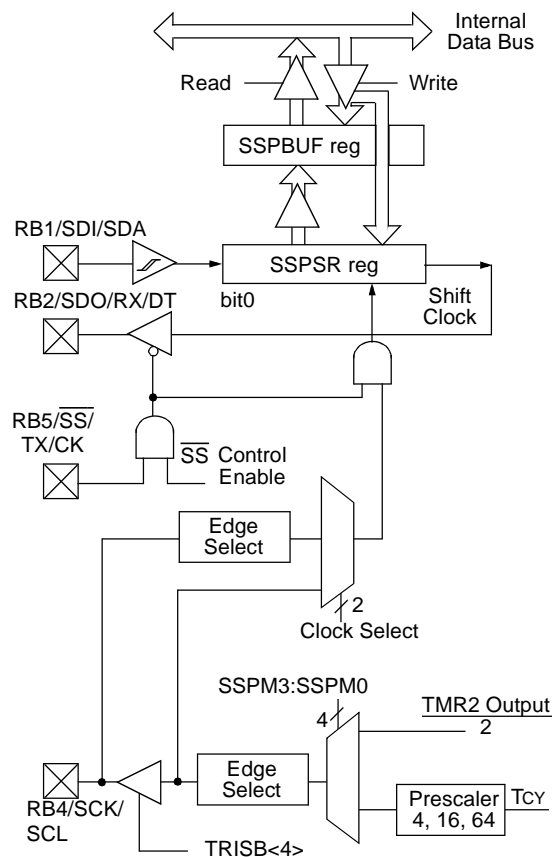 Internal
Data Bus
Read
Write
SSPBUF reg
RB1/SDI/SDA
SSPSR reg
RB2/SDO/RX/DT
bit0
Shift
Clock
RB5/SS/
TX/CK
SS Control
Enable
Edge
Select
2
Clock Select
SSPM3:SSPM0
TMR2 Output
4
2
Edge
Select
Prescaler
4, 16, 64
TCY
RB4/SCK/
SCL
TRISB<4>